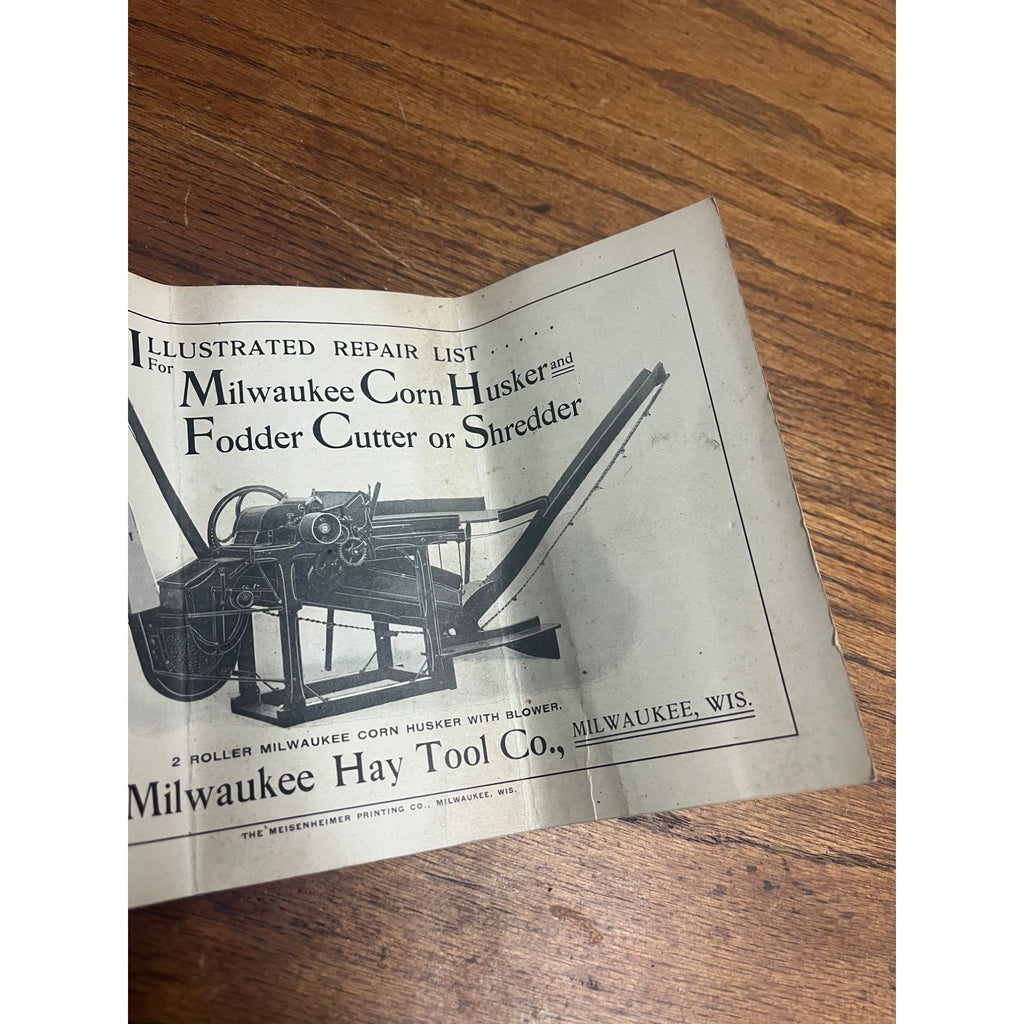 ILLUSTRATED REPAIR LIST . . . . .
For Milwaukee Corn Husker and
Fodder Cutter or Shredder
2 ROLLER MILWAUKEE CORN HUSKER WITH BLOWER.
Milwaukee Hay Tool Co., MILWAUKEE, WIS.
THE MEISENHEIMER PRINTING CO., MILWAUKEE, WIS.